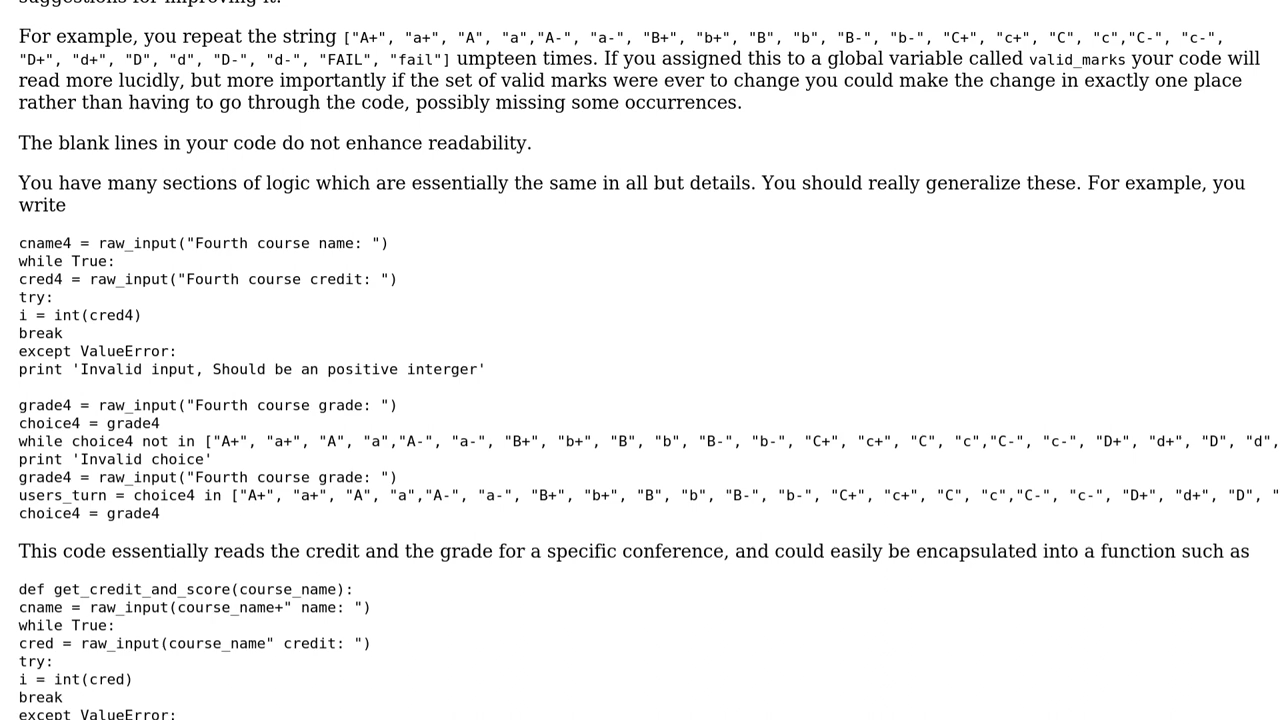 suggestions for improving it.
For example, you repeat the string ["A+", "a+", "A", "a","A-", "a-", "B+", "b+", "B", "b", "B-", "b-", "C+", "c+", "C", "c","C-", "c-",
"D+", "d+", "D", "d", "D-", "d-", "FAIL", "fail"] umpteen times. If you assigned this to a global variable called valid_marks your code will
read more lucidly, but more importantly if the set of valid marks were ever to change you could make the change in exactly one place
rather than having to go through the code, possibly missing some occurrences.
The blank lines in your code do not enhance readability.
You have many sections of logic which are essentially the same in all but details. You should really generalize these. For example, you
write
cname4 = raw_input("Fourth course name: ")
while True:
cred4 = raw_input("Fourth course credit: ")
try:
i = int(cred4)
break
except ValueError:
print 'Invalid input, Should be an positive interger'
grade4 = raw_input("Fourth course grade: ")
choice4 = grade4
while choice4 not in ["A+", "a+", "A", "a","A-", "a-", "B+", "b+", "B", "b", "B-", "b-", "C+", "c+", "C", "c","C-", "c-", "D+", "d+", "D", "d",
print 'Invalid choice'
grade4 = raw_input("Fourth course grade: ")
users_turn = choice4 in ["A+", "a+", "A", "a","A-", "a-", "B+", "b+", "B", "b", "B-", "b-", "C+", "c+", "C", "c","C-", "c-", "D+", "d+", "D", "
choice4 = grade4
This code essentially reads the credit and the grade for a specific conference, and could easily be encapsulated into a function such as
def get_credit_and_score(course_name):
cname = raw_input(course_name+" name: ")
while True:
cred = raw_input(course_name" credit: ")
try:
i = int(cred)
break
except ValueError: